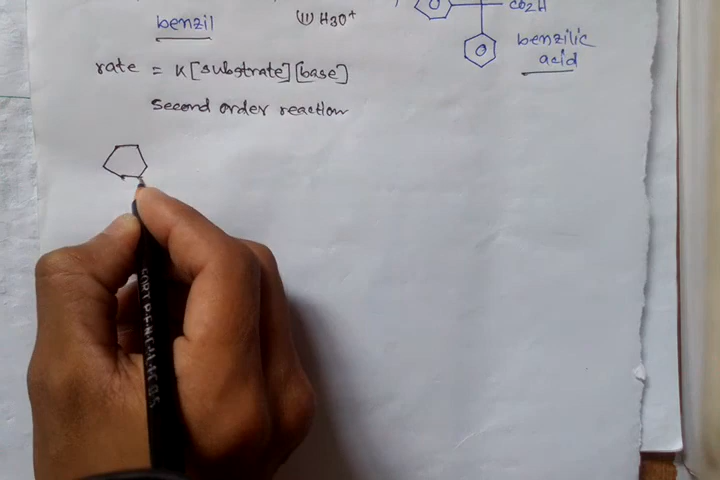 CO2H
benzil (ii) H3O+
benzilic acid
rate = K[substrate][base]
Second order reaction